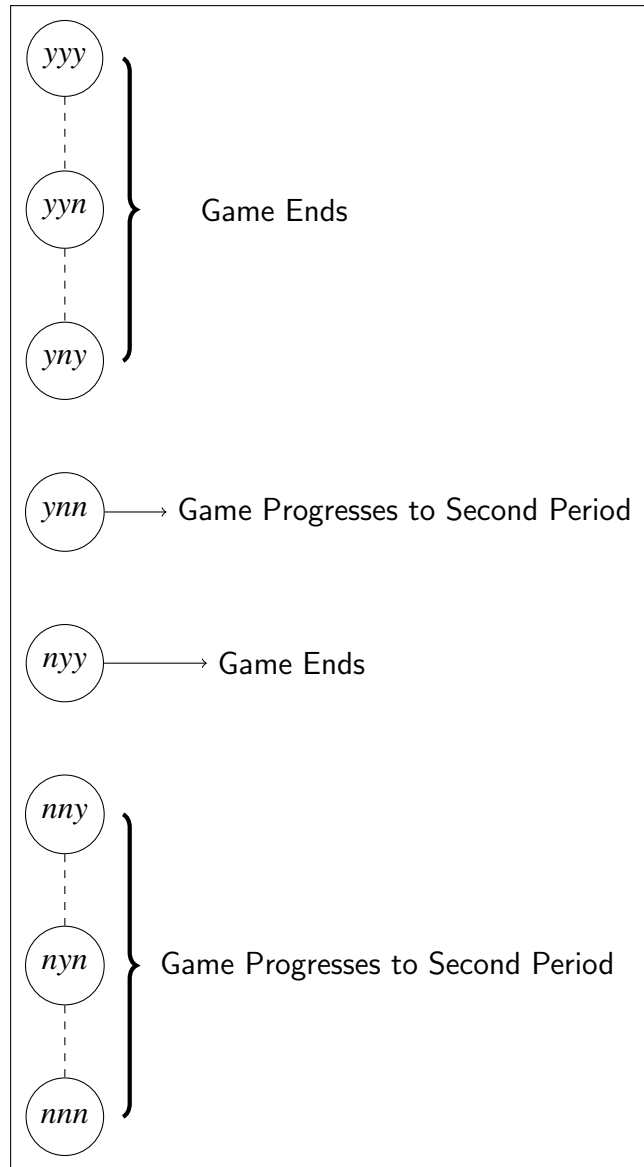 yyy
yyn
Game Ends
yny
ynn
Game Progresses to Second Period
nyy
Game Ends
nny
nyn
Game Progresses to Second Period
nnn